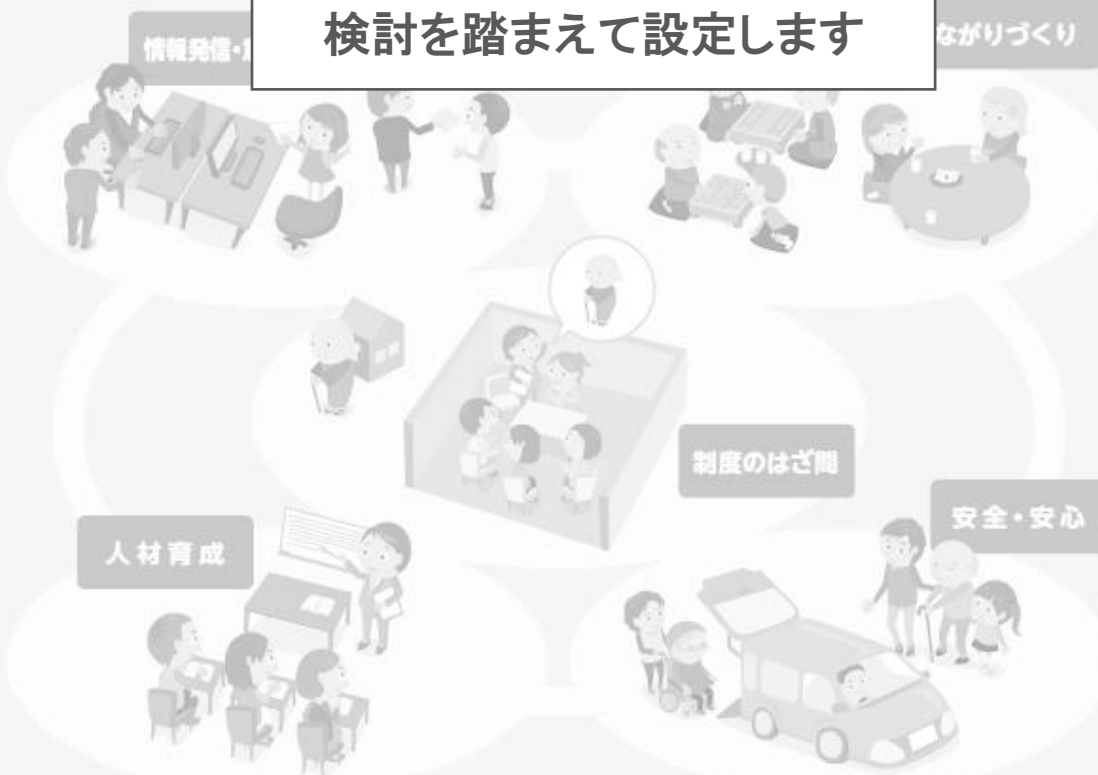 検討を踏まえて設定します
情報発信・
ながりづくり
制度のはざ間
安全・安心
人材育成